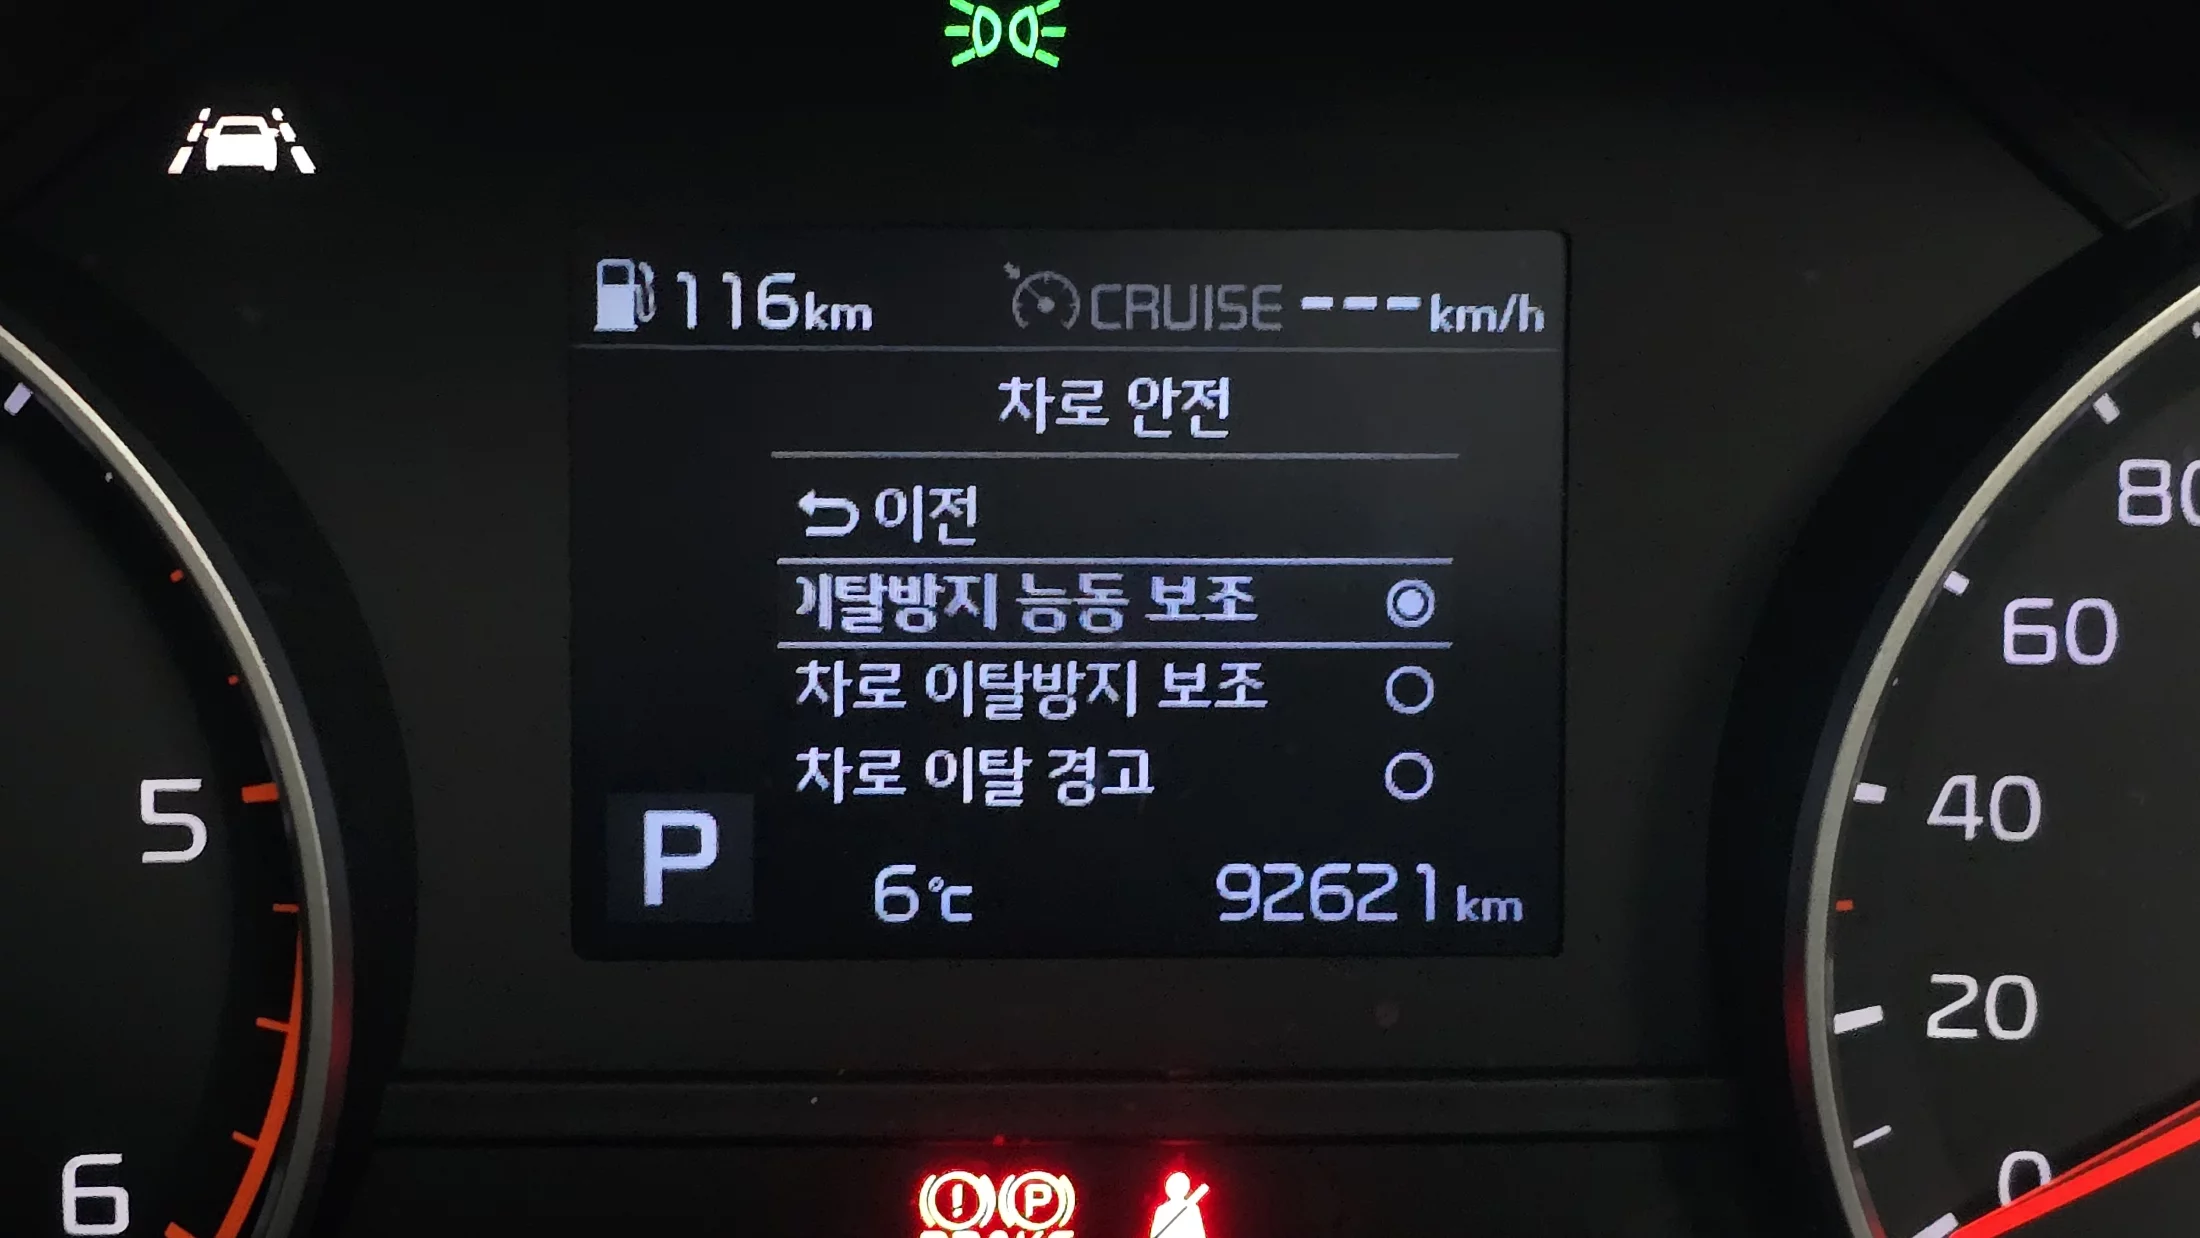 116km CRUISE ---km/h
차로 안전
이전
이탈방지 능동 보조
차로 이탈방지 보조
차로 이탈 경고
P 6℃ 92621km
80
60
40
20
0
5
6
P
BRAKE